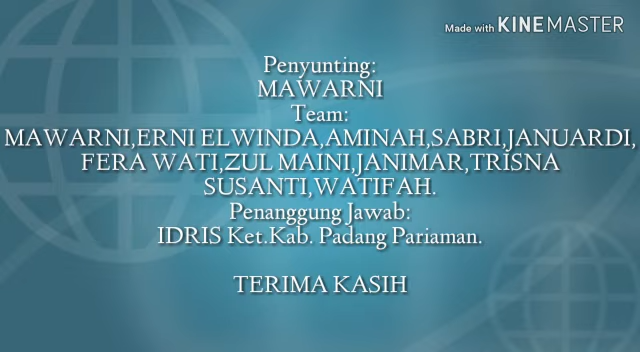 Made with KINEMASTER
Penyunting:
MAWARNI
Team:
MAWARNI,ERNI ELWINDA,AMINAH,SABRI,JANUARDI,
FERA WATI,ZUL MAINI,JANIMAR,TRISNA
SUSANTI,WATIFAH.
Penanggung Jawab:
IDRIS Ket.Kab. Padang Pariaman.
TERIMA KASIH